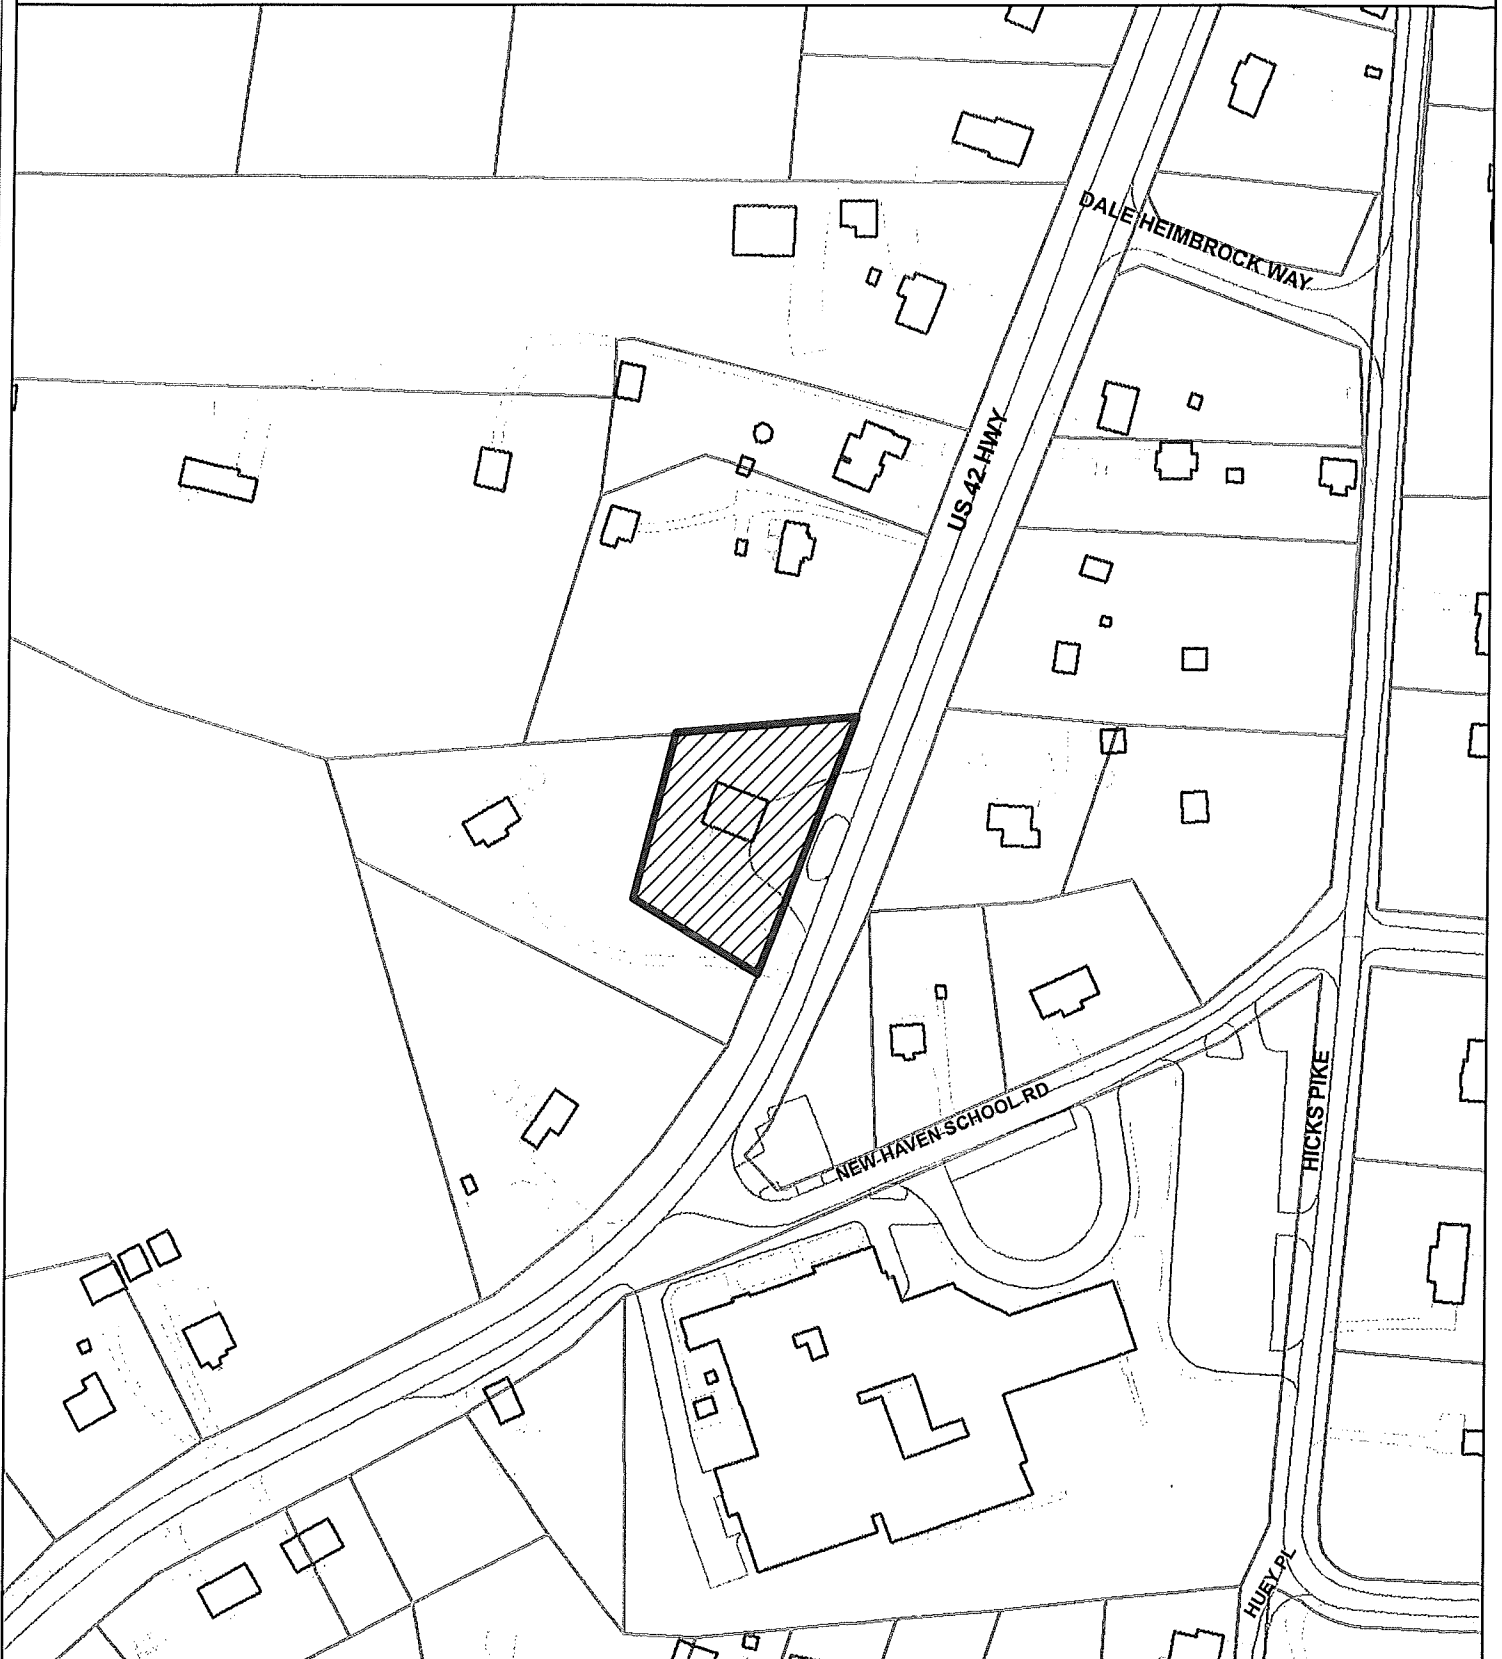 DALE HEIMBROCK WAY
US 42 HWY
NEW HAVEN SCHOOL RD
HICKS PIKE
HUEY PL